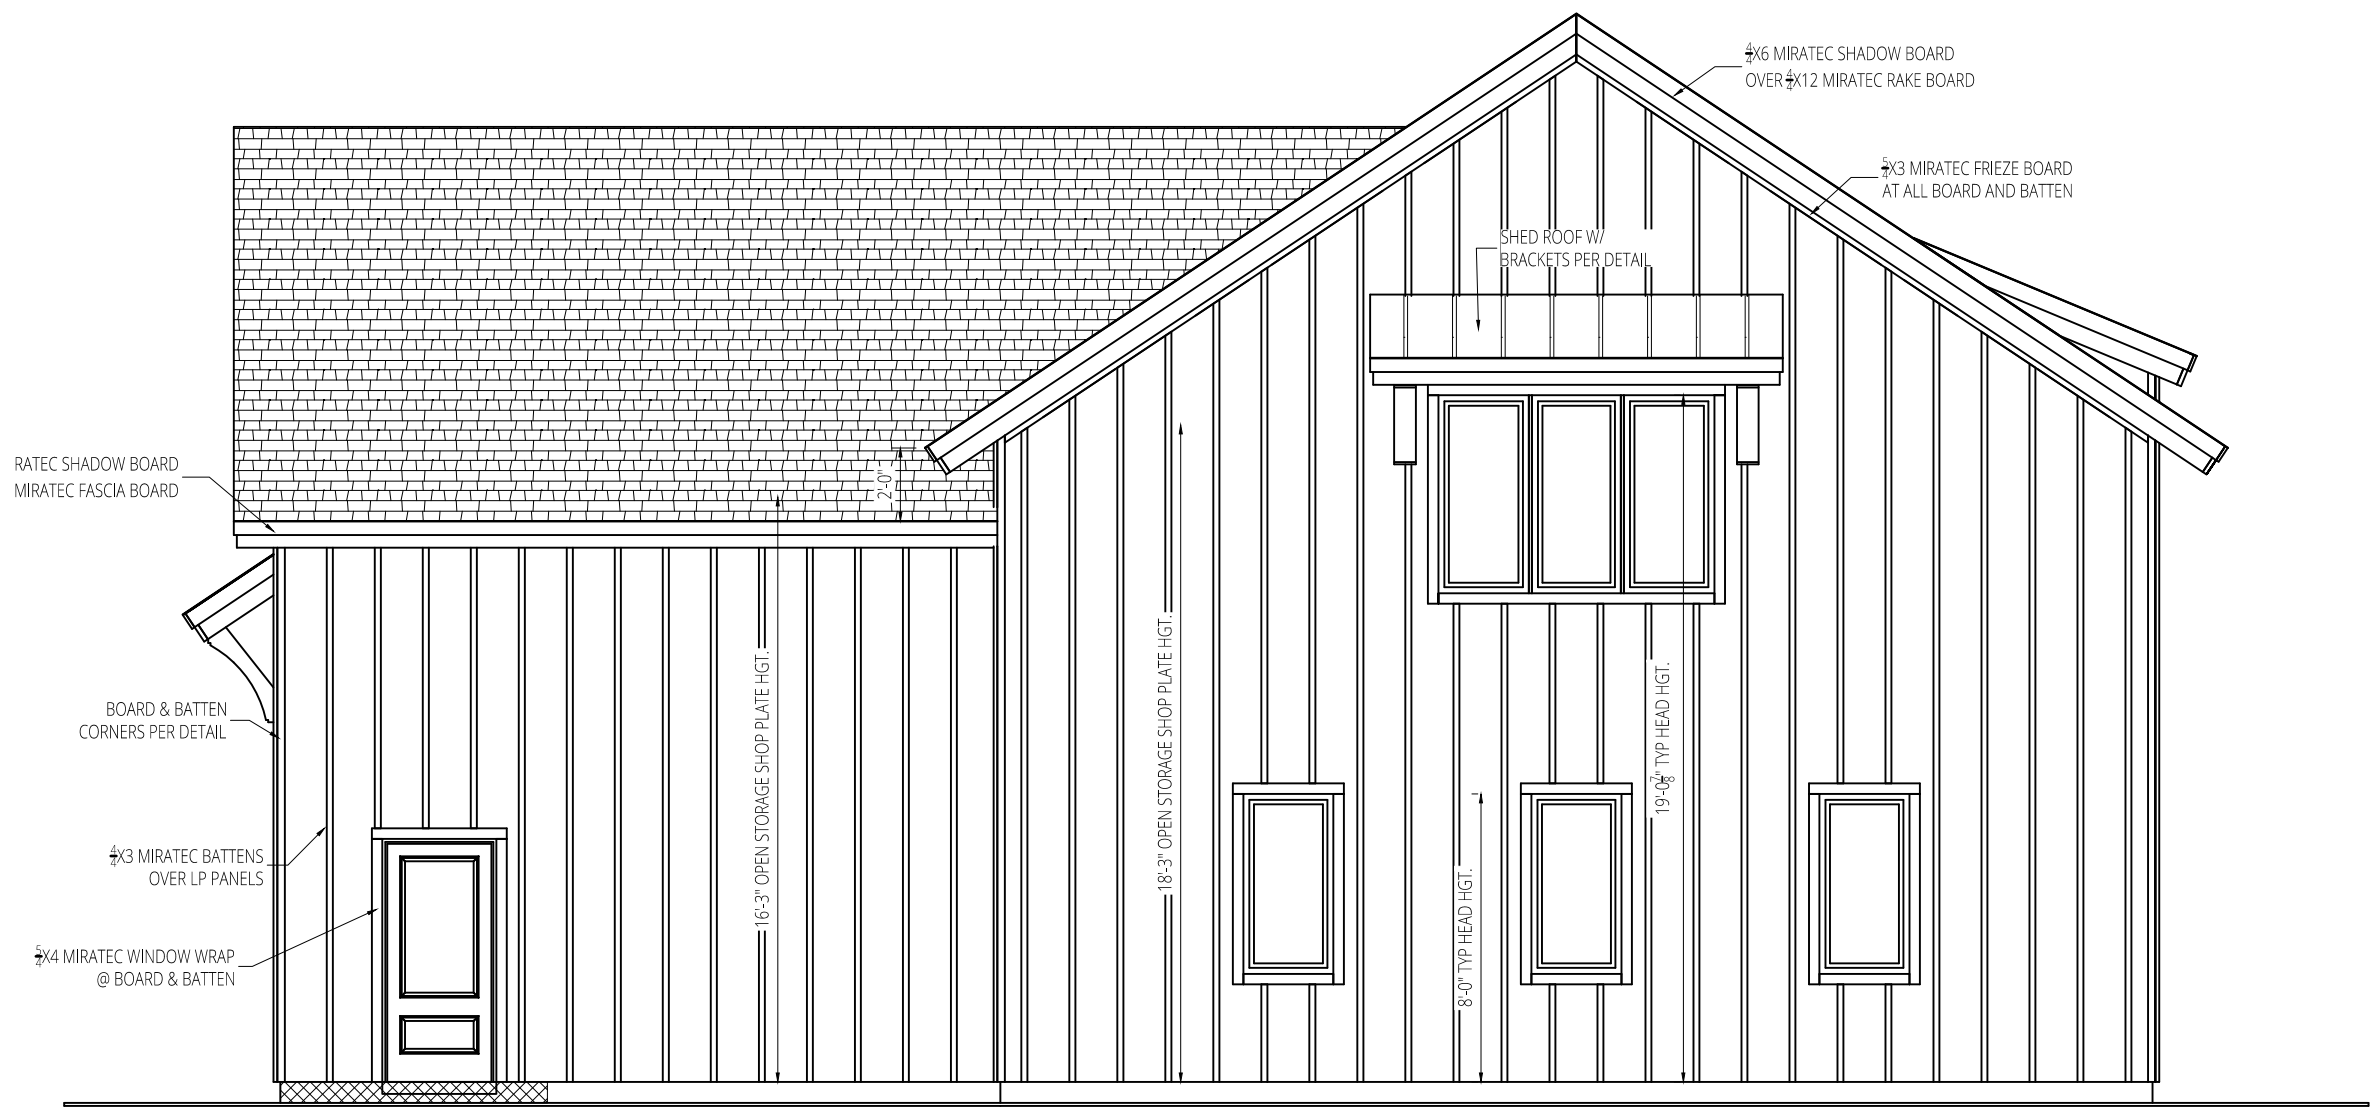 4/4X6 MIRATEC SHADOW BOARD
OVER 4/4X12 MIRATEC RAKE BOARD
5/4X3 MIRATEC FRIEZE BOARD
AT ALL BOARD AND BATTEN
SHED ROOF W/
BRACKETS PER DETAIL
RATEC SHADOW BOARD
MIRATEC FASCIA BOARD
2'-0"
BOARD & BATTEN
CORNERS PER DETAIL
16'-3" OPEN STORAGE SHOP PLATE HGT.
18'-3" OPEN STORAGE SHOP PLATE HGT.
19'-0 7/8" TYP HEAD HGT.
4/4X3 MIRATEC BATTENS
OVER LP PANELS
8'-0" TYP HEAD HGT.
5/4X4 MIRATEC WINDOW WRAP
@ BOARD & BATTEN